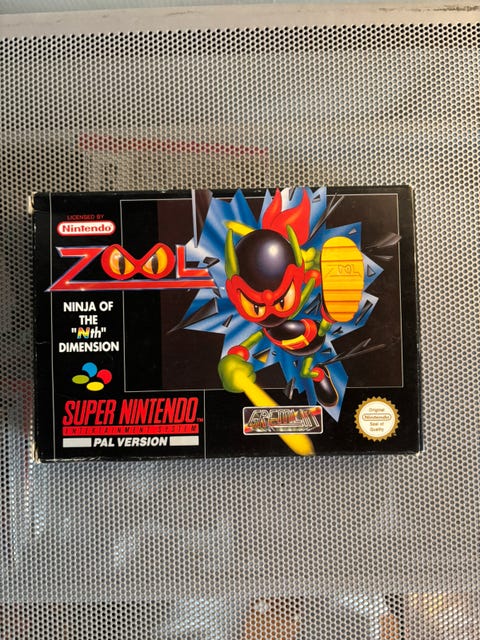 LICENSED BY
Nintendo
ZOOL
NINJA OF
THE
"Nth"
DIMENSION
ZOOL
SUPER NINTENDO
ENTERTAINMENT SYSTEM
PAL VERSION
GREMLIN
Original
Nintendo
Seal of
Quality